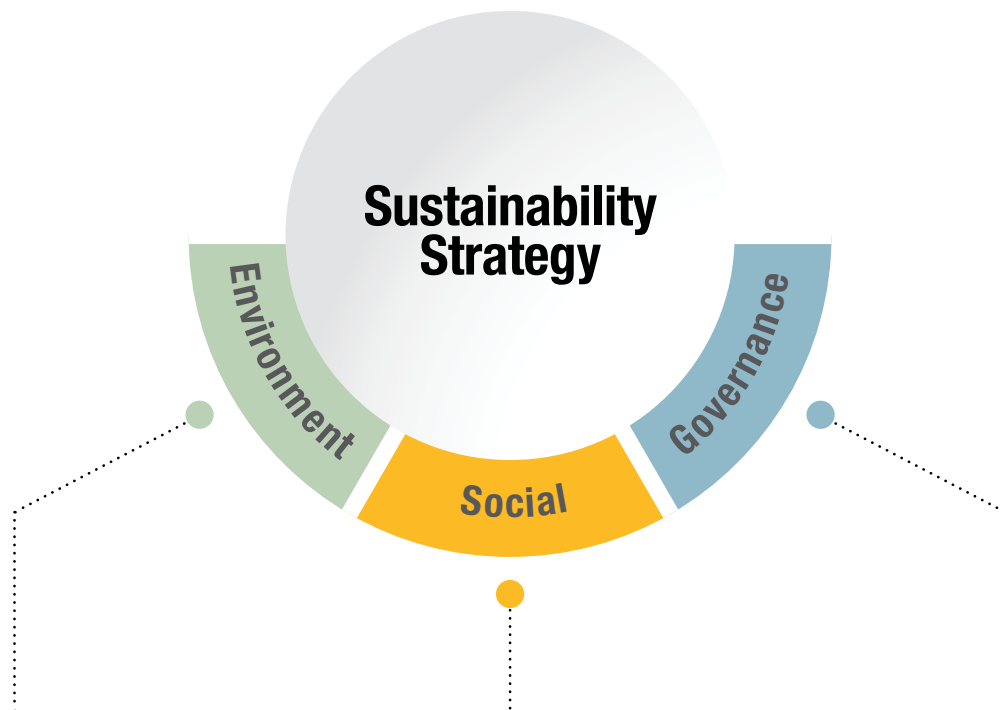 Sustainability
Strategy
Environment
Social
Governance